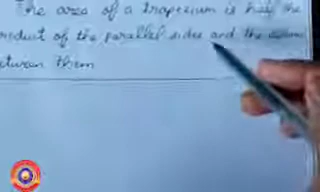 The area of a trapezium is half the
product of the parallel sides and the
between them